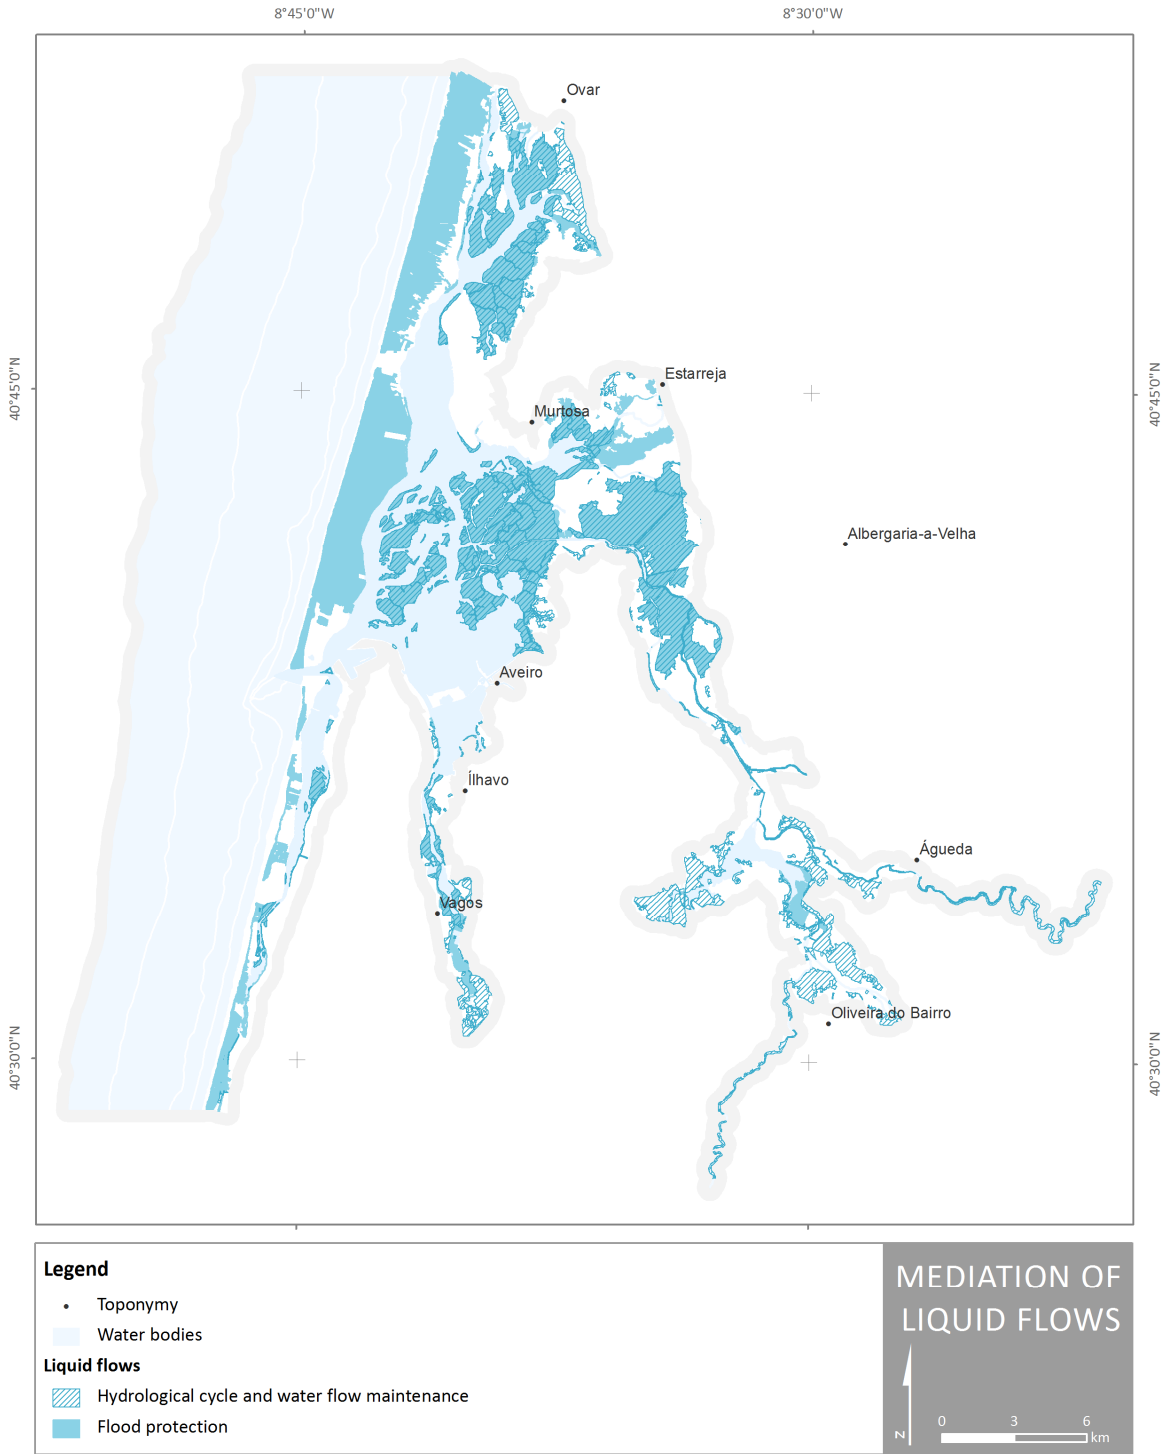 8°45'0"W
8°30'0"W
Ovar
40°45'0"N
40°45'0"N
Estarreja
Murtosa
Albergaria-a-Velha
Aveiro
Ílhavo
Águeda
Vagos
Oliveira do Bairro
40°30'0"N
40°30'0"N
Legend
Toponymy
Water bodies
Liquid flows
Hydrological cycle and water flow maintenance
Flood protection
MEDIATION OF
LIQUID FLOWS
N
0 3 6
km